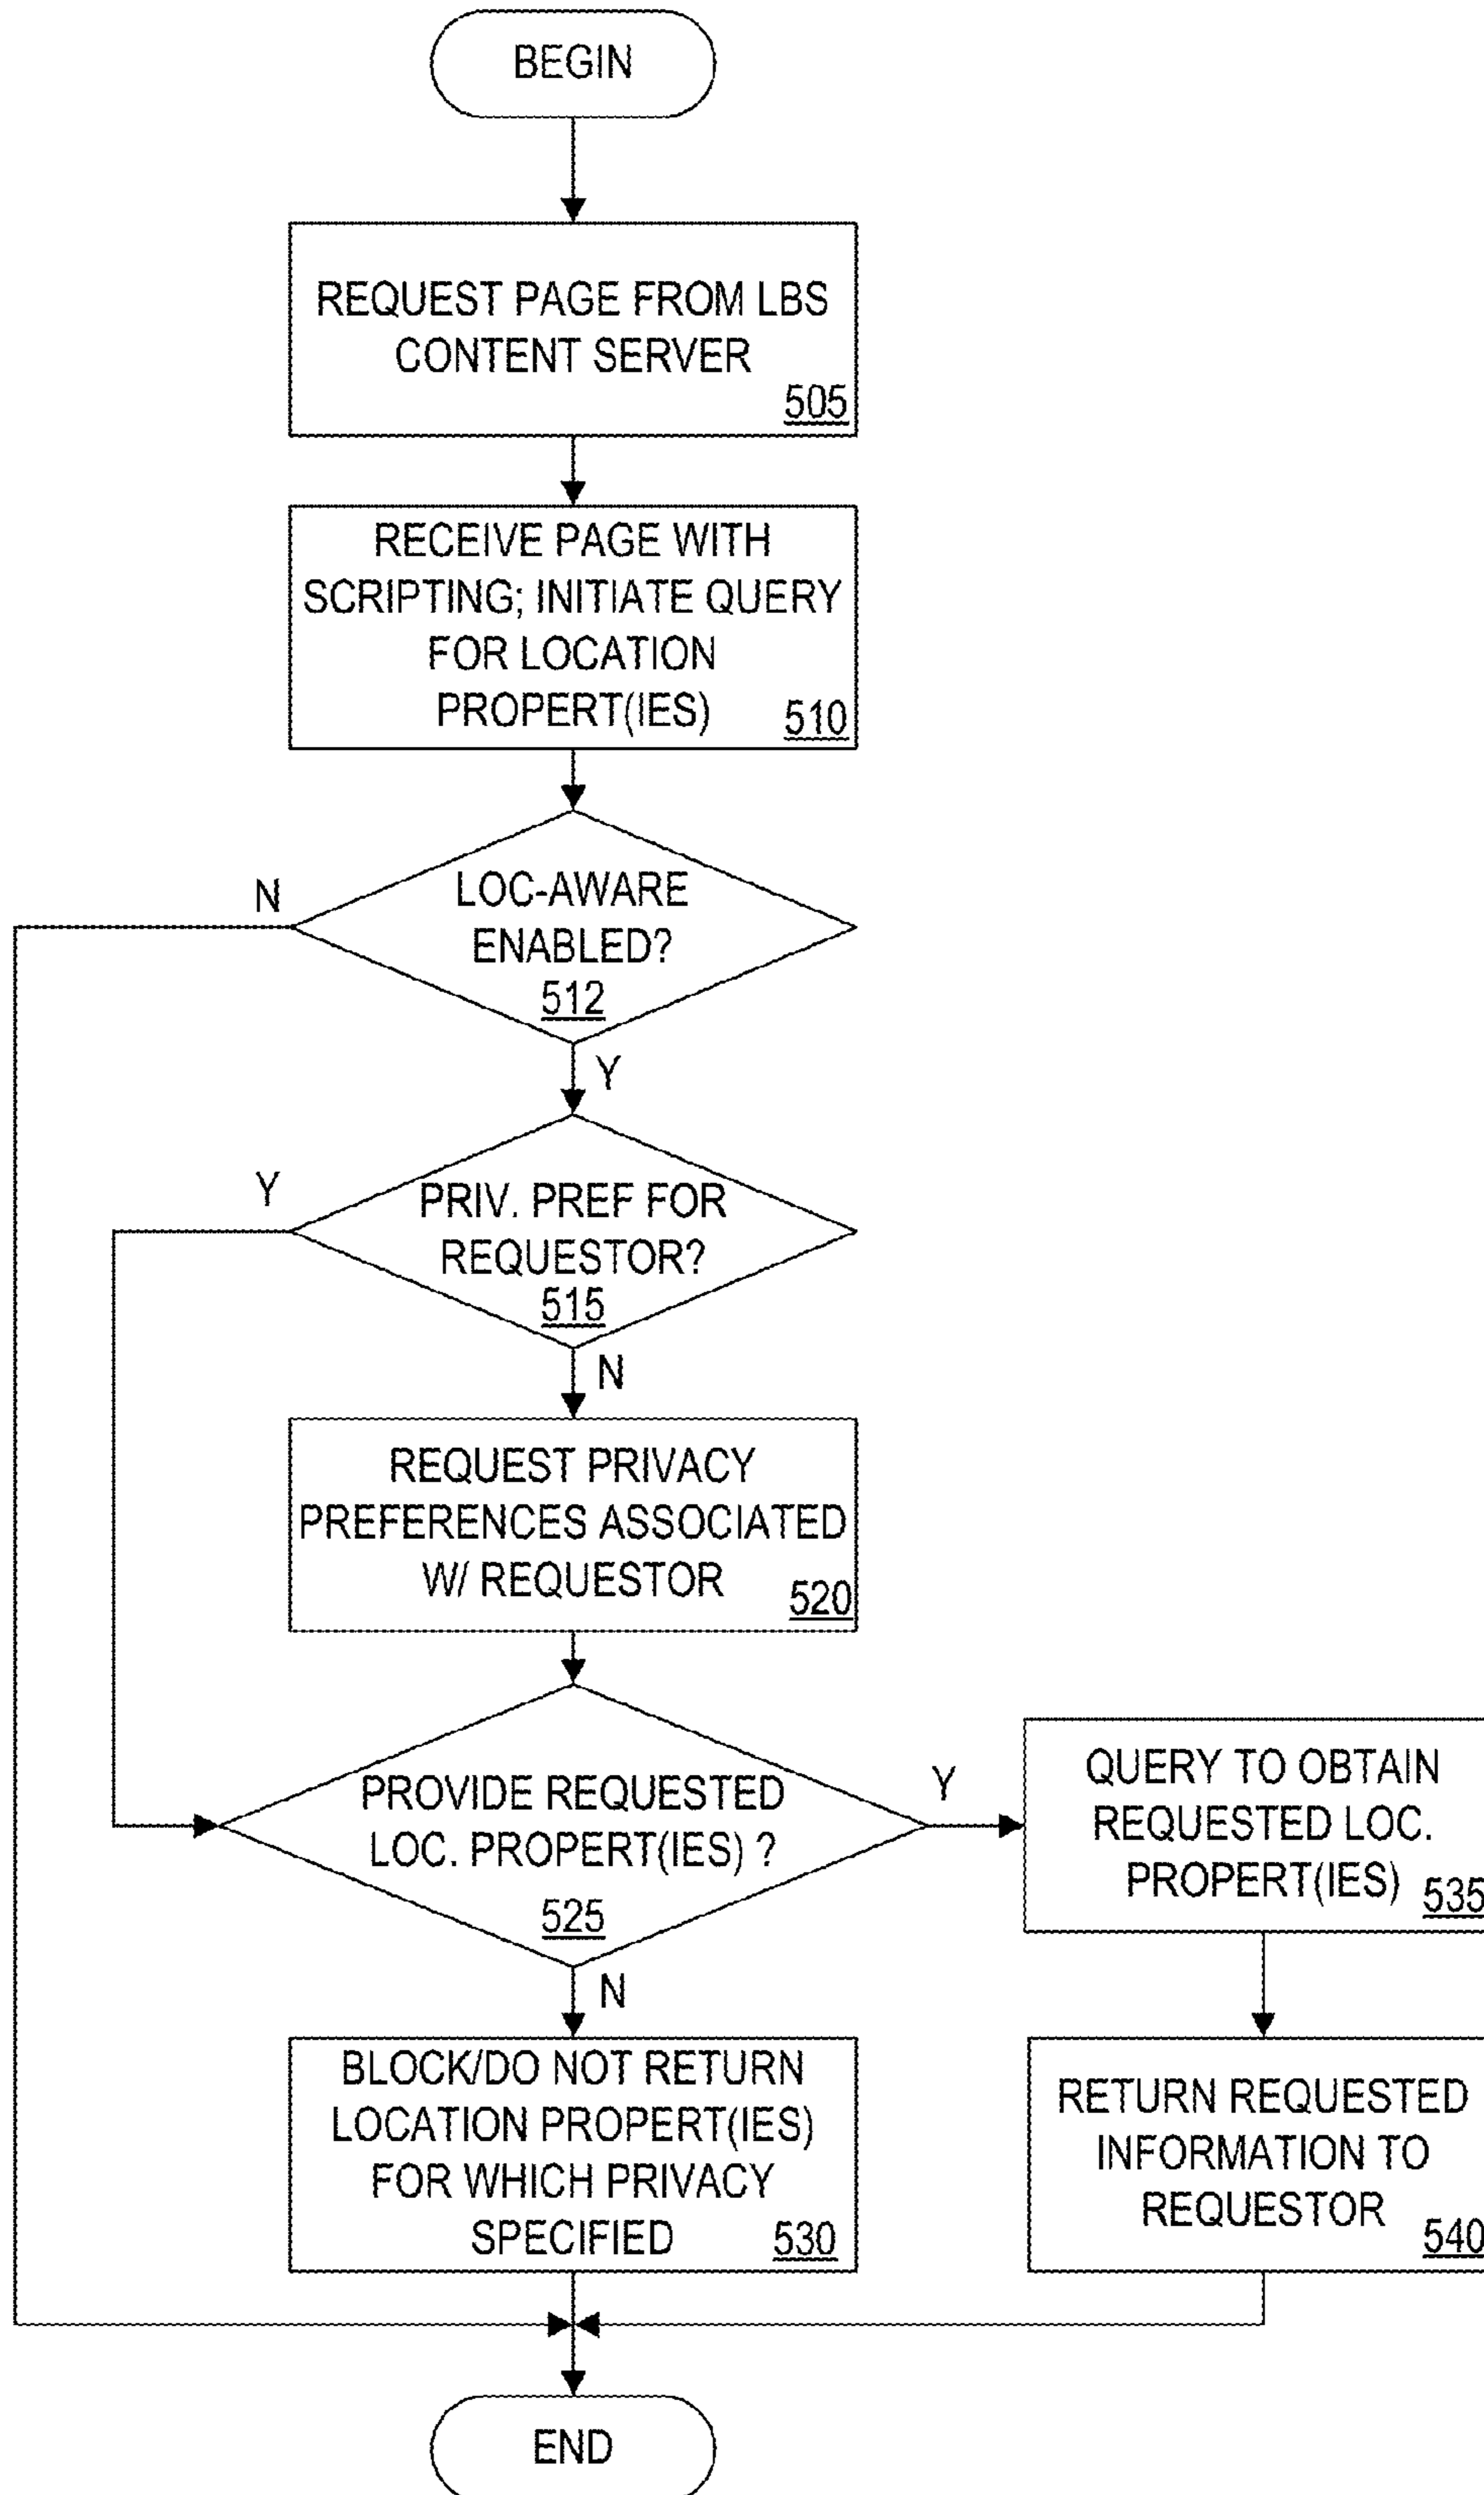 BEGIN
REQUEST PAGE FROM LBS
CONTENT SERVER
505
RECEIVE PAGE WITH
SCRIPTING; INITIATE QUERY
FOR LOCATION
PROPERT(IES)
510
N
LOC-AWARE
ENABLED?
512
Y
Y
PRIV. PREF FOR
REQUESTOR?
515
N
REQUEST PRIVACY
PREFERENCES ASSOCIATED
W/ REQUESTOR
520
PROVIDE REQUESTED
LOC. PROPERT(IES) ?
525
Y
QUERY TO OBTAIN
REQUESTED LOC.
PROPERT(IES)
535
N
BLOCK/DO NOT RETURN
LOCATION PROPERT(IES)
FOR WHICH PRIVACY
SPECIFIED
530
RETURN REQUESTED
INFORMATION TO
REQUESTOR
540
END